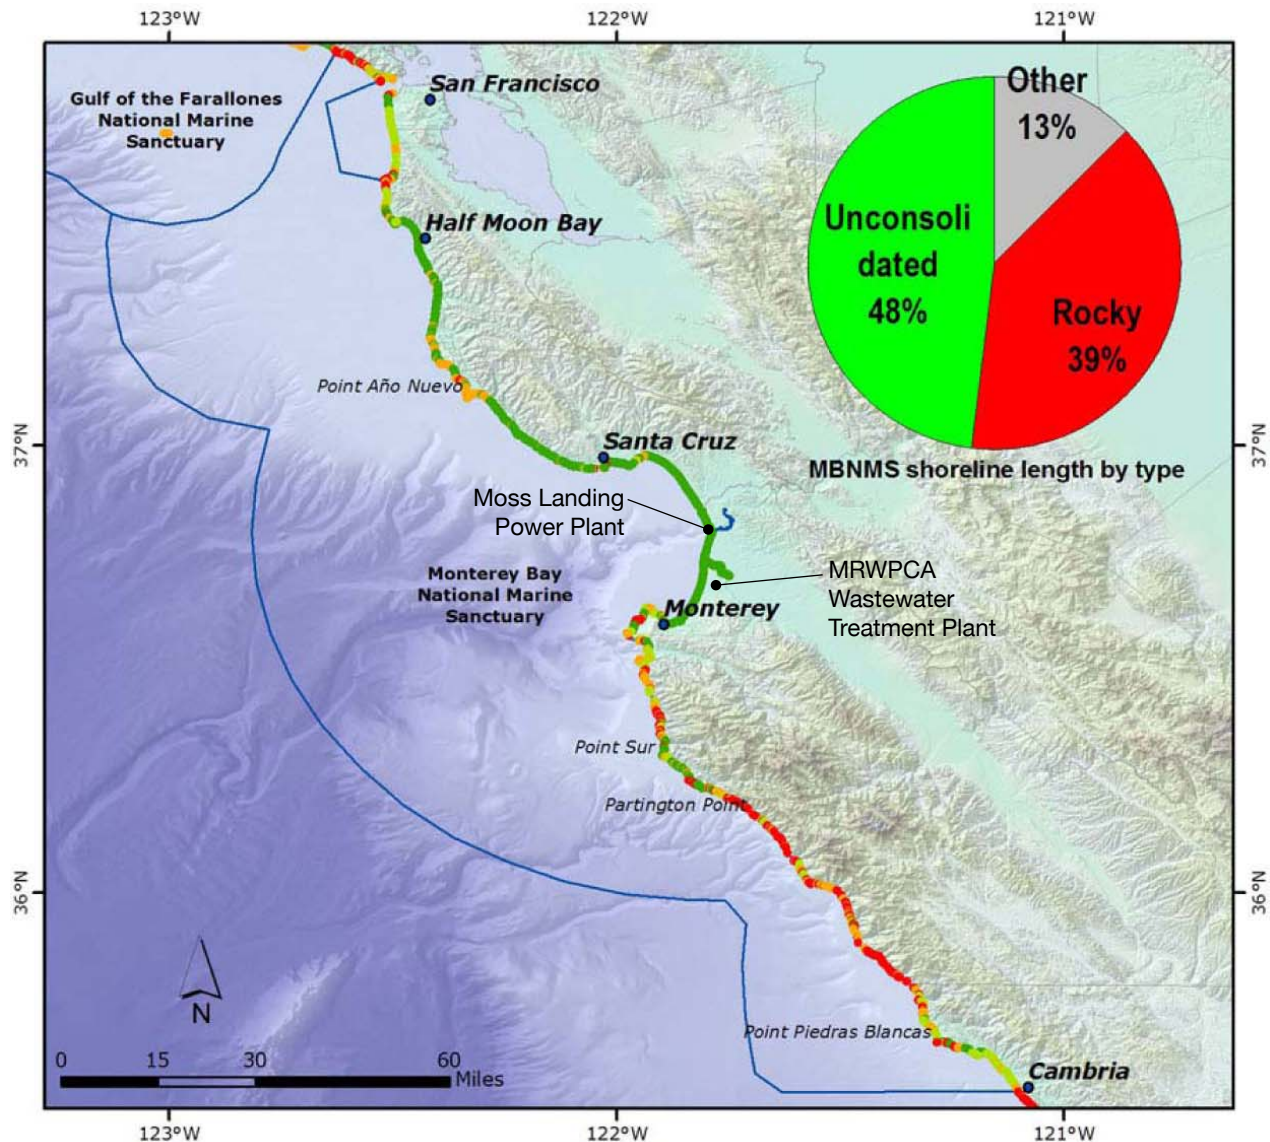 123°W
122°W
121°W
San Francisco
Gulf of the Farallones
National Marine
Sanctuary
Half Moon Bay
Other
13%
Unconsoli
dated
48%
Rocky
39%
MBNMS shoreline length by type
Point Año Nuevo
37°N
37°N
Santa Cruz
Moss Landing
Power Plant
Monterey Bay
National Marine
Sanctuary
MRWPCA
Wastewater
Treatment Plant
Monterey
Point Sur
Partington Point
36°N
36°N
N
Point Piedras Blancas
Cambria
0 15 30 60
Miles
123°W
122°W
121°W